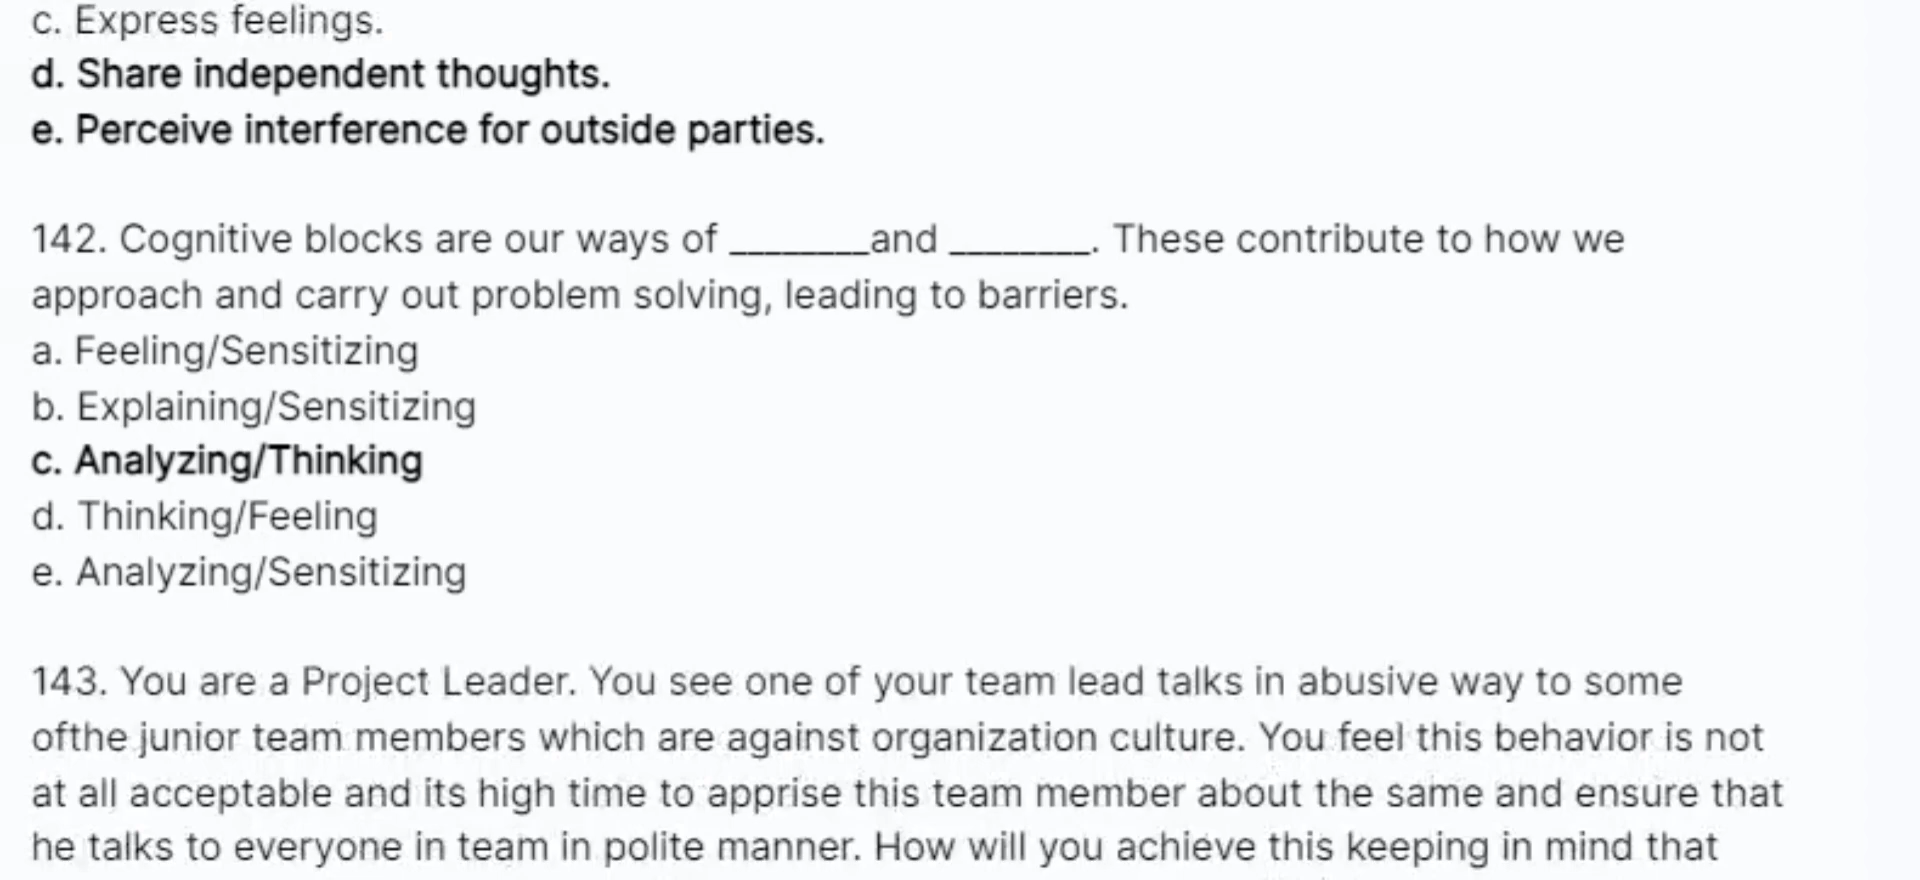 c. Express feelings.
d. Share independent thoughts.
e. Perceive interference for outside parties.
142. Cognitive blocks are our ways of ________and ________. These contribute to how we
approach and carry out problem solving, leading to barriers.
a. Feeling/Sensitizing
b. Explaining/Sensitizing
c. Analyzing/Thinking
d. Thinking/Feeling
e. Analyzing/Sensitizing
143. You are a Project Leader. You see one of your team lead talks in abusive way to some
ofthe junior team members which are against organization culture. You feel this behavior is not
at all acceptable and its high time to apprise this team member about the same and ensure that
he talks to everyone in team in polite manner. How will you achieve this keeping in mind that